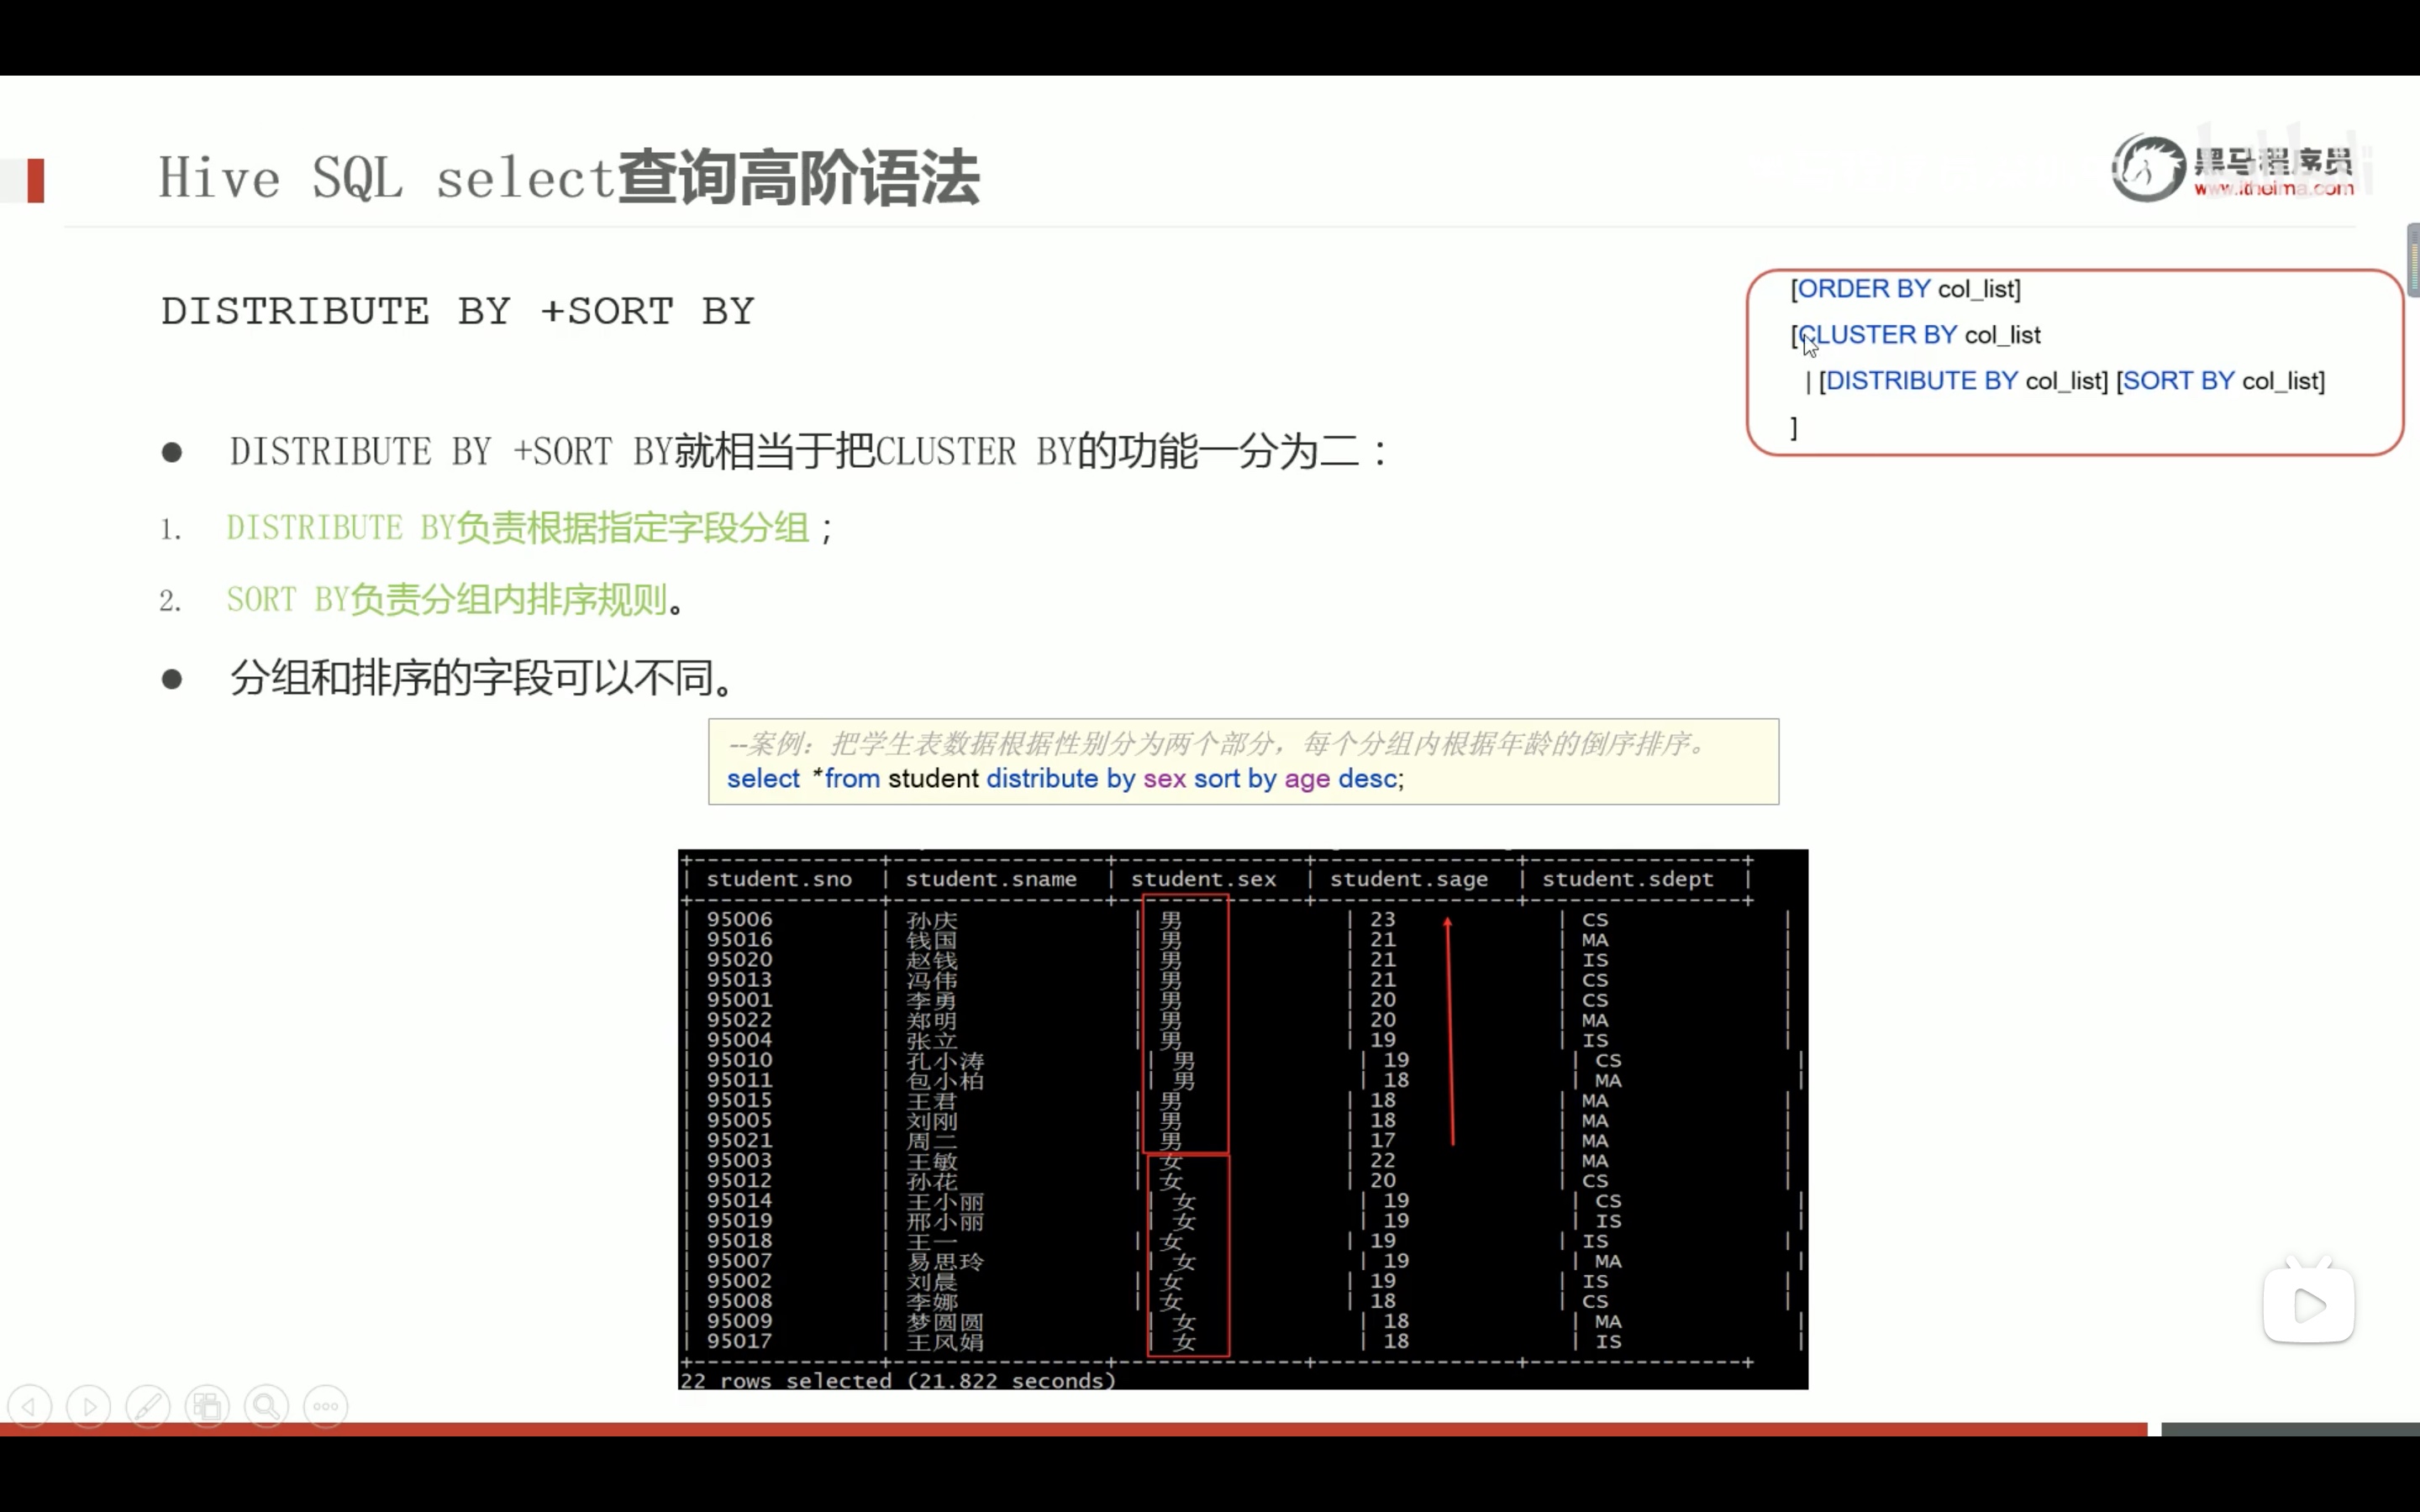 Hive SQL select查询高阶语法
黑马程序员
www.itheima.com
DISTRIBUTE BY +SORT BY
[ORDER BY col_list]
[CLUSTER BY col_list
| [DISTRIBUTE BY col_list] [SORT BY col_list]
]
● DISTRIBUTE BY +SORT BY就相当于把CLUSTER BY的功能一分为二：
1. DISTRIBUTE BY负责根据指定字段分组；
2. SORT BY负责分组内排序规则。
● 分组和排序的字段可以不同。
--案例：把学生表数据根据性别分为两个部分，每个分组内根据年龄的倒序排序。
select *from student distribute by sex sort by age desc;
| student.sno | student.sname | student.sex | student.sage | student.sdept |
| 95006 | 孙庆 | 男 | 23 | CS |
| 95016 | 钱国 | 男 | 21 | MA |
| 95020 | 赵钱 | 男 | 21 | IS |
| 95013 | 冯伟 | 男 | 21 | CS |
| 95001 | 李勇 | 男 | 20 | CS |
| 95022 | 郑明 | 男 | 20 | MA |
| 95004 | 张立 | 男 | 19 | IS |
| 95010 | 孔小涛 | 男 | 19 | CS |
| 95011 | 包小柏 | 男 | 18 | MA |
| 95015 | 王君 | 男 | 18 | MA |
| 95005 | 刘刚 | 男 | 18 | MA |
| 95021 | 周二 | 男 | 17 | MA |
| 95003 | 王敏 | 女 | 22 | MA |
| 95012 | 孙花 | 女 | 20 | CS |
| 95014 | 王小丽 | 女 | 19 | CS |
| 95019 | 邢小丽 | 女 | 19 | IS |
| 95018 | 王一 | 女 | 19 | IS |
| 95007 | 易思玲 | 女 | 19 | MA |
| 95002 | 刘晨 | 女 | 19 | IS |
| 95008 | 李娜 | 女 | 18 | CS |
| 95009 | 梦圆圆 | 女 | 18 | MA |
| 95017 | 王风娟 | 女 | 18 | IS |
22 rows selected (21.822 seconds)